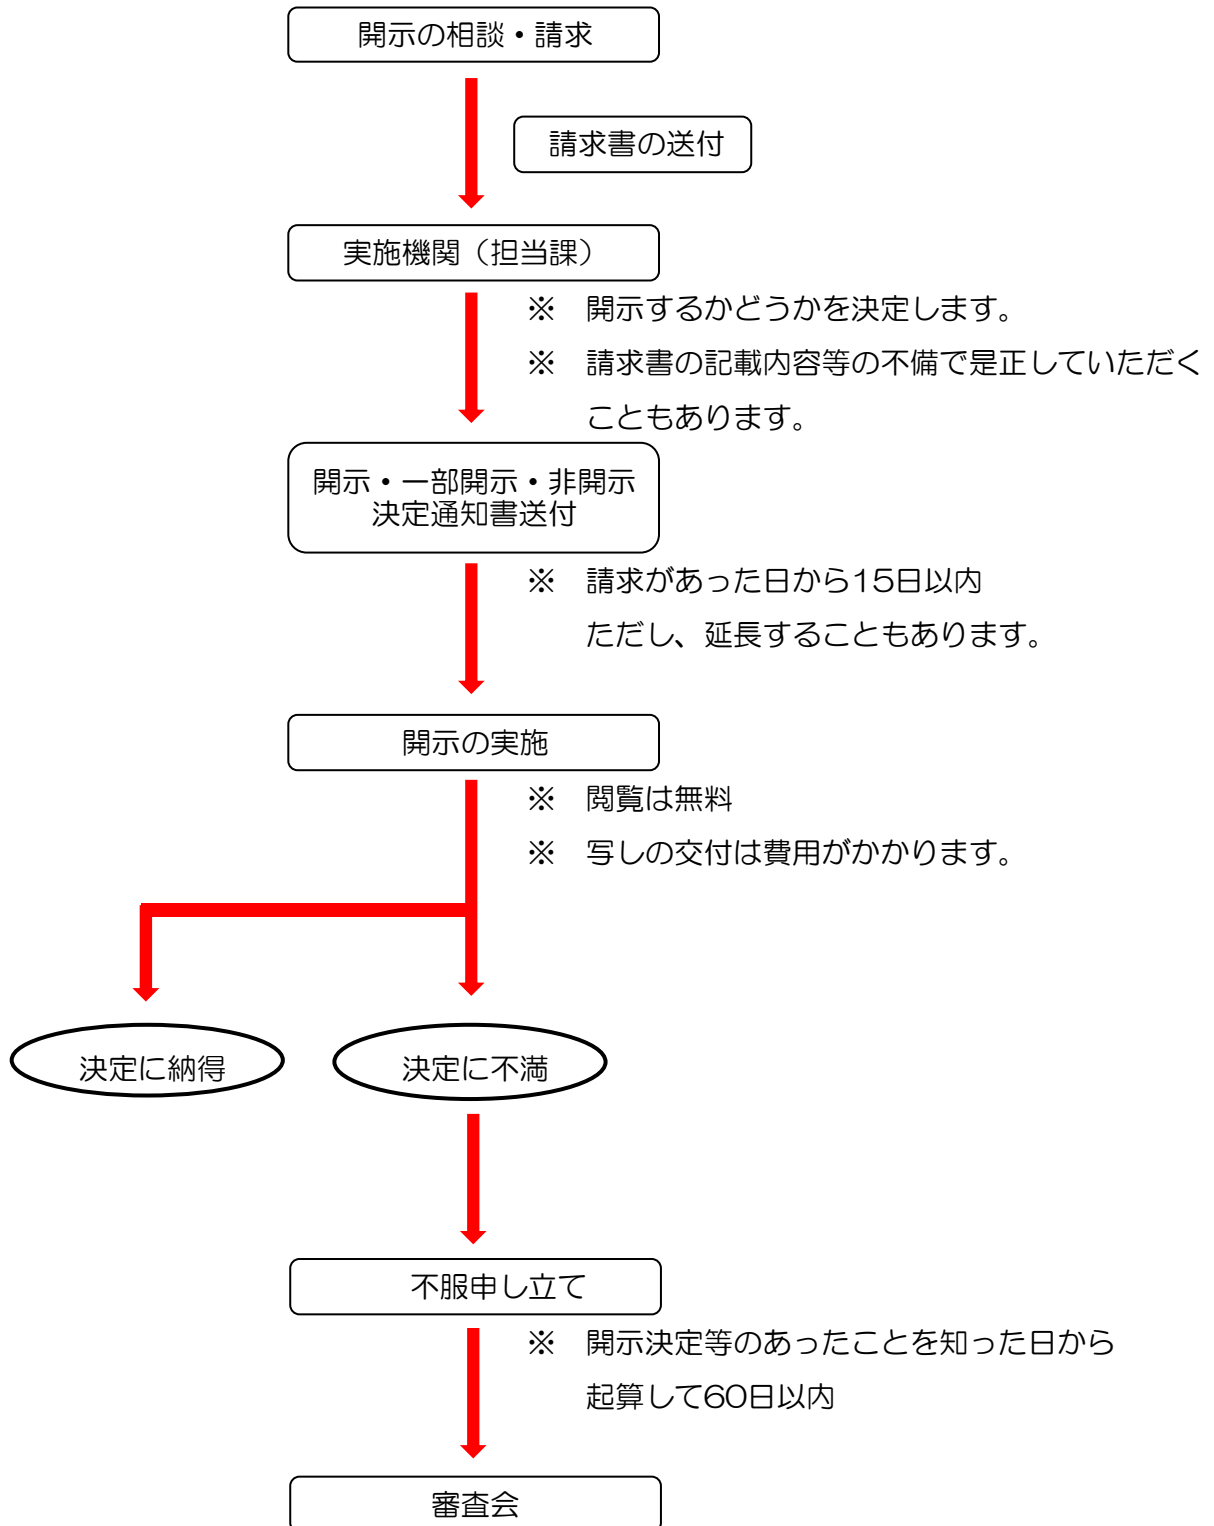 開示の相談・請求
請求書の送付
実施機関（担当課）
※　開示するかどうかを決定します。
※　請求書の記載内容等の不備で是正していただく
こともあります。
開示・一部開示・非開示
決定通知書送付
※　請求があった日から15日以内
ただし、延長することもあります。
開示の実施
※　閲覧は無料
※　写しの交付は費用がかかります。
決定に納得
決定に不満
不服申し立て
※　開示決定等のあったことを知った日から
起算して60日以内
審査会